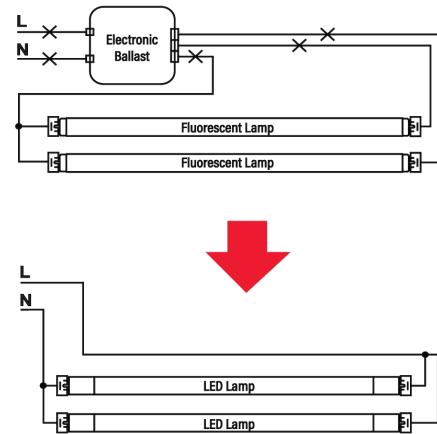 L
N
Electronic
Ballast
Fluorescent Lamp
Fluorescent Lamp
L
N
LED Lamp
LED Lamp